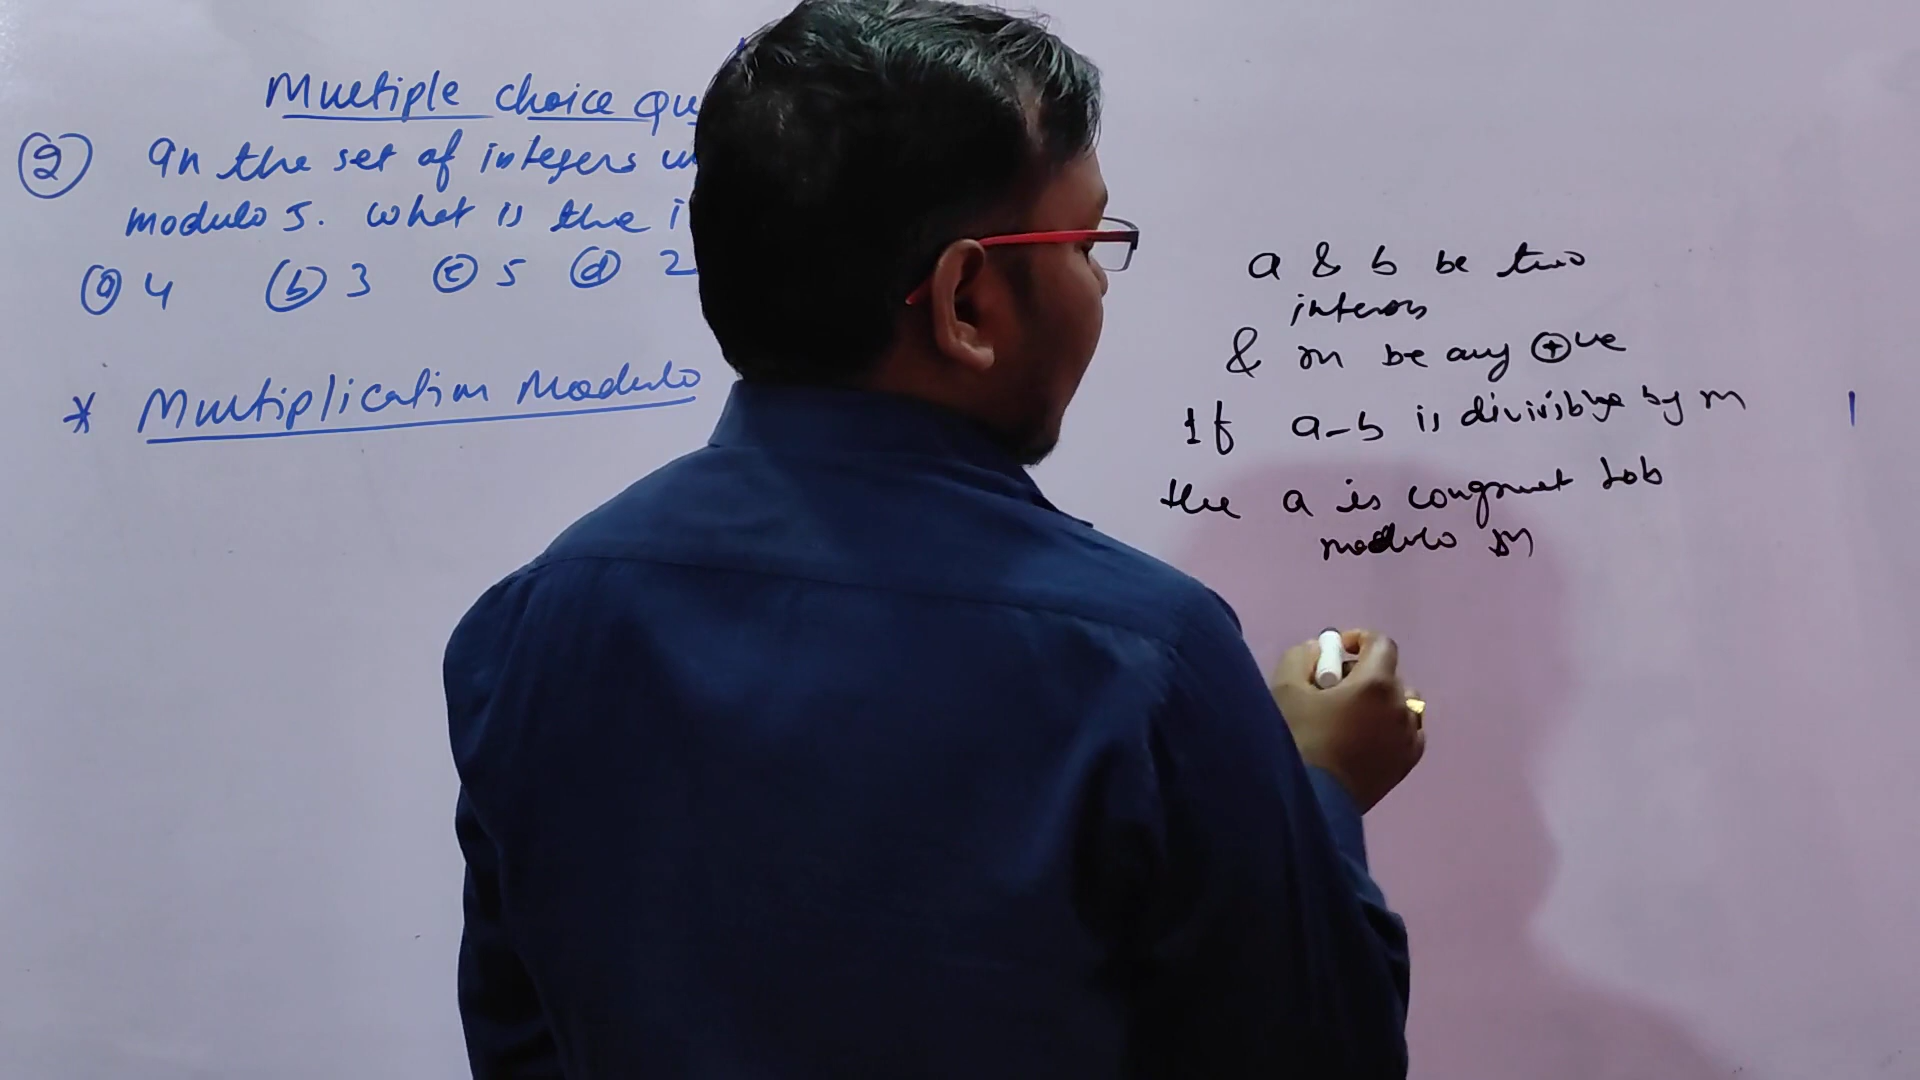 Multiple choice Qu
2 In the set of integers
modulo 5. what is the i
(a) 4 (b) 3 (c) 5 (d) 2
* Multiplication Modulo
a & b be two
& m be any ⊕ve
If a-b is divisible by m
the a is congruent to b
modulo m